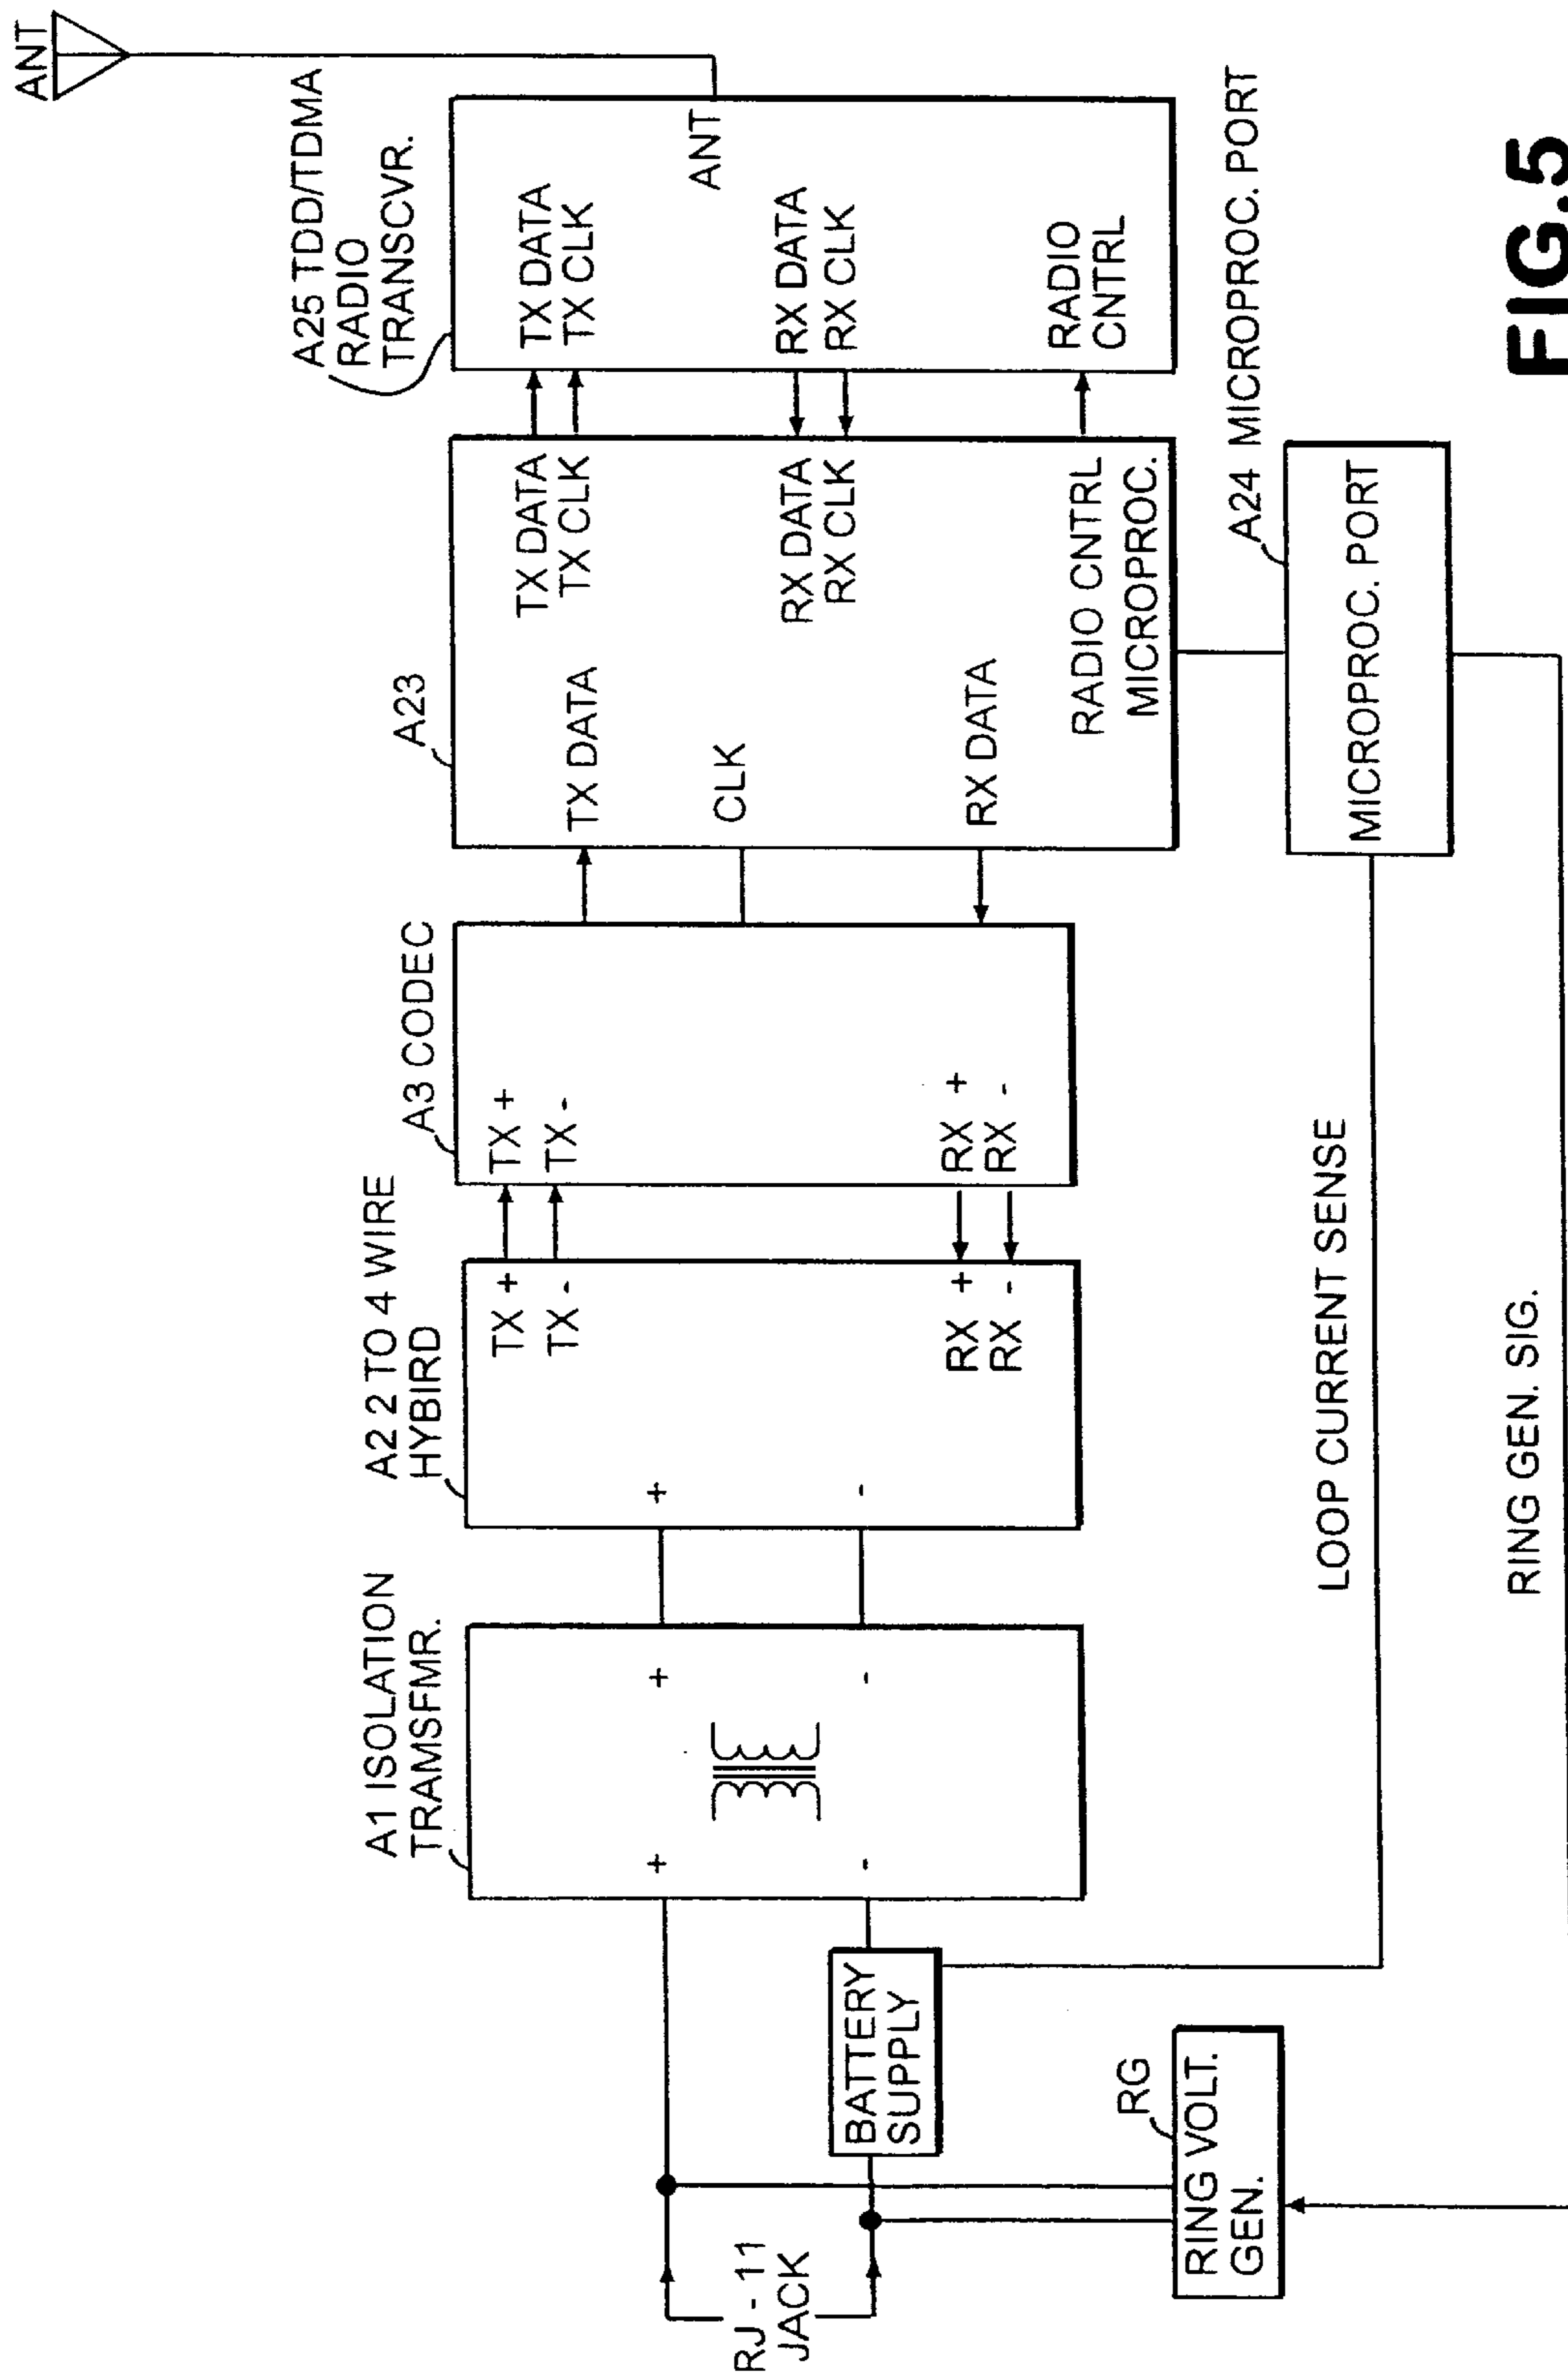 ANT
A25 TDD/TDMA
RADIO
TRANSCVR.
TX DATA
TX CLK
ANT
RX DATA
RX CLK
RADIO
CNTRL
A23
TX DATA
TX CLK
RX DATA
RX CLK
RADIO CNTRL
MICROPROC.
TX DATA
CLK
RX DATA
A24 MICROPROC. PORT
MICROPROC. PORT
A3 CODEC
TX +
TX -
RX +
RX -
A2 2 TO 4 WIRE
HYBIRD
TX +
TX -
RX +
RX -
+
-
A1 ISOLATION
TRAMSFMR.
+
-
+
-
BATTERY
SUPPLY
RJ - 11
JACK
RG
RING VOLT.
GEN.
LOOP CURRENT SENSE
RING GEN. SIG.
FIG.5